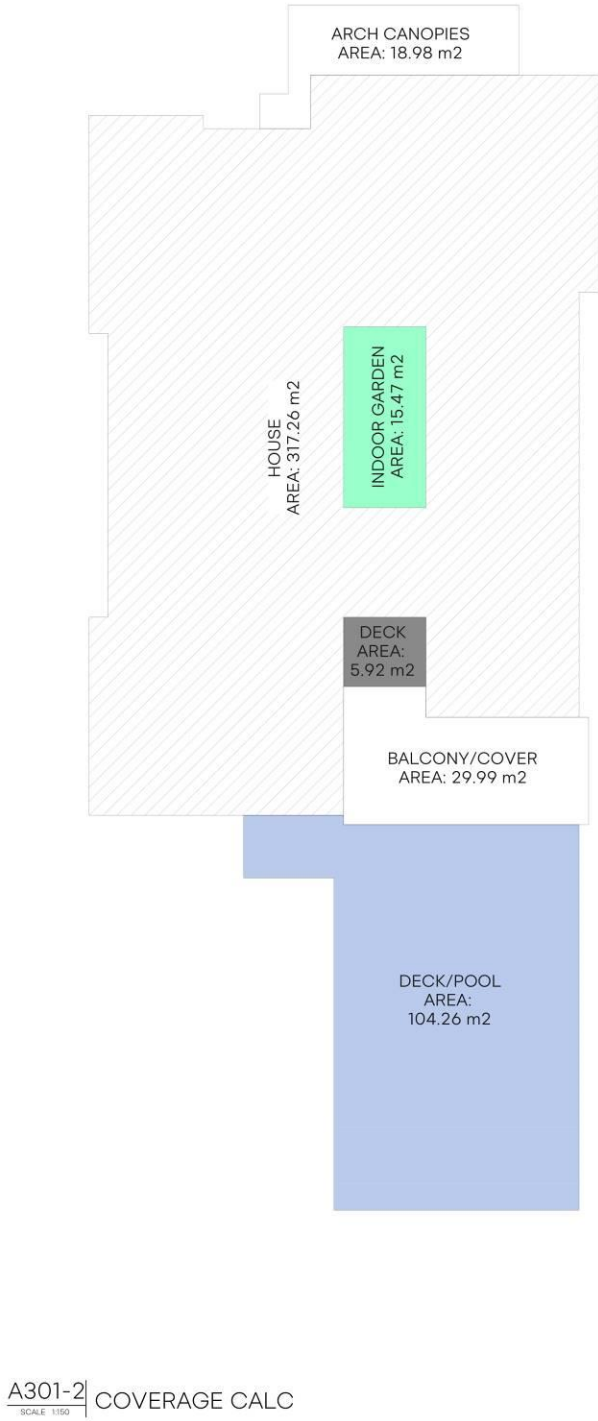 ARCH CANOPIES
AREA: 18.98 m2
HOUSE
AREA: 317.26 m2
INDOOR GARDEN
AREA: 15.47 m2
DECK
AREA:
5.92 m2
BALCONY/COVER
AREA: 29.99 m2
DECK/POOL
AREA:
104.26 m2
A301-2
SCALE 1:150
COVERAGE CALC